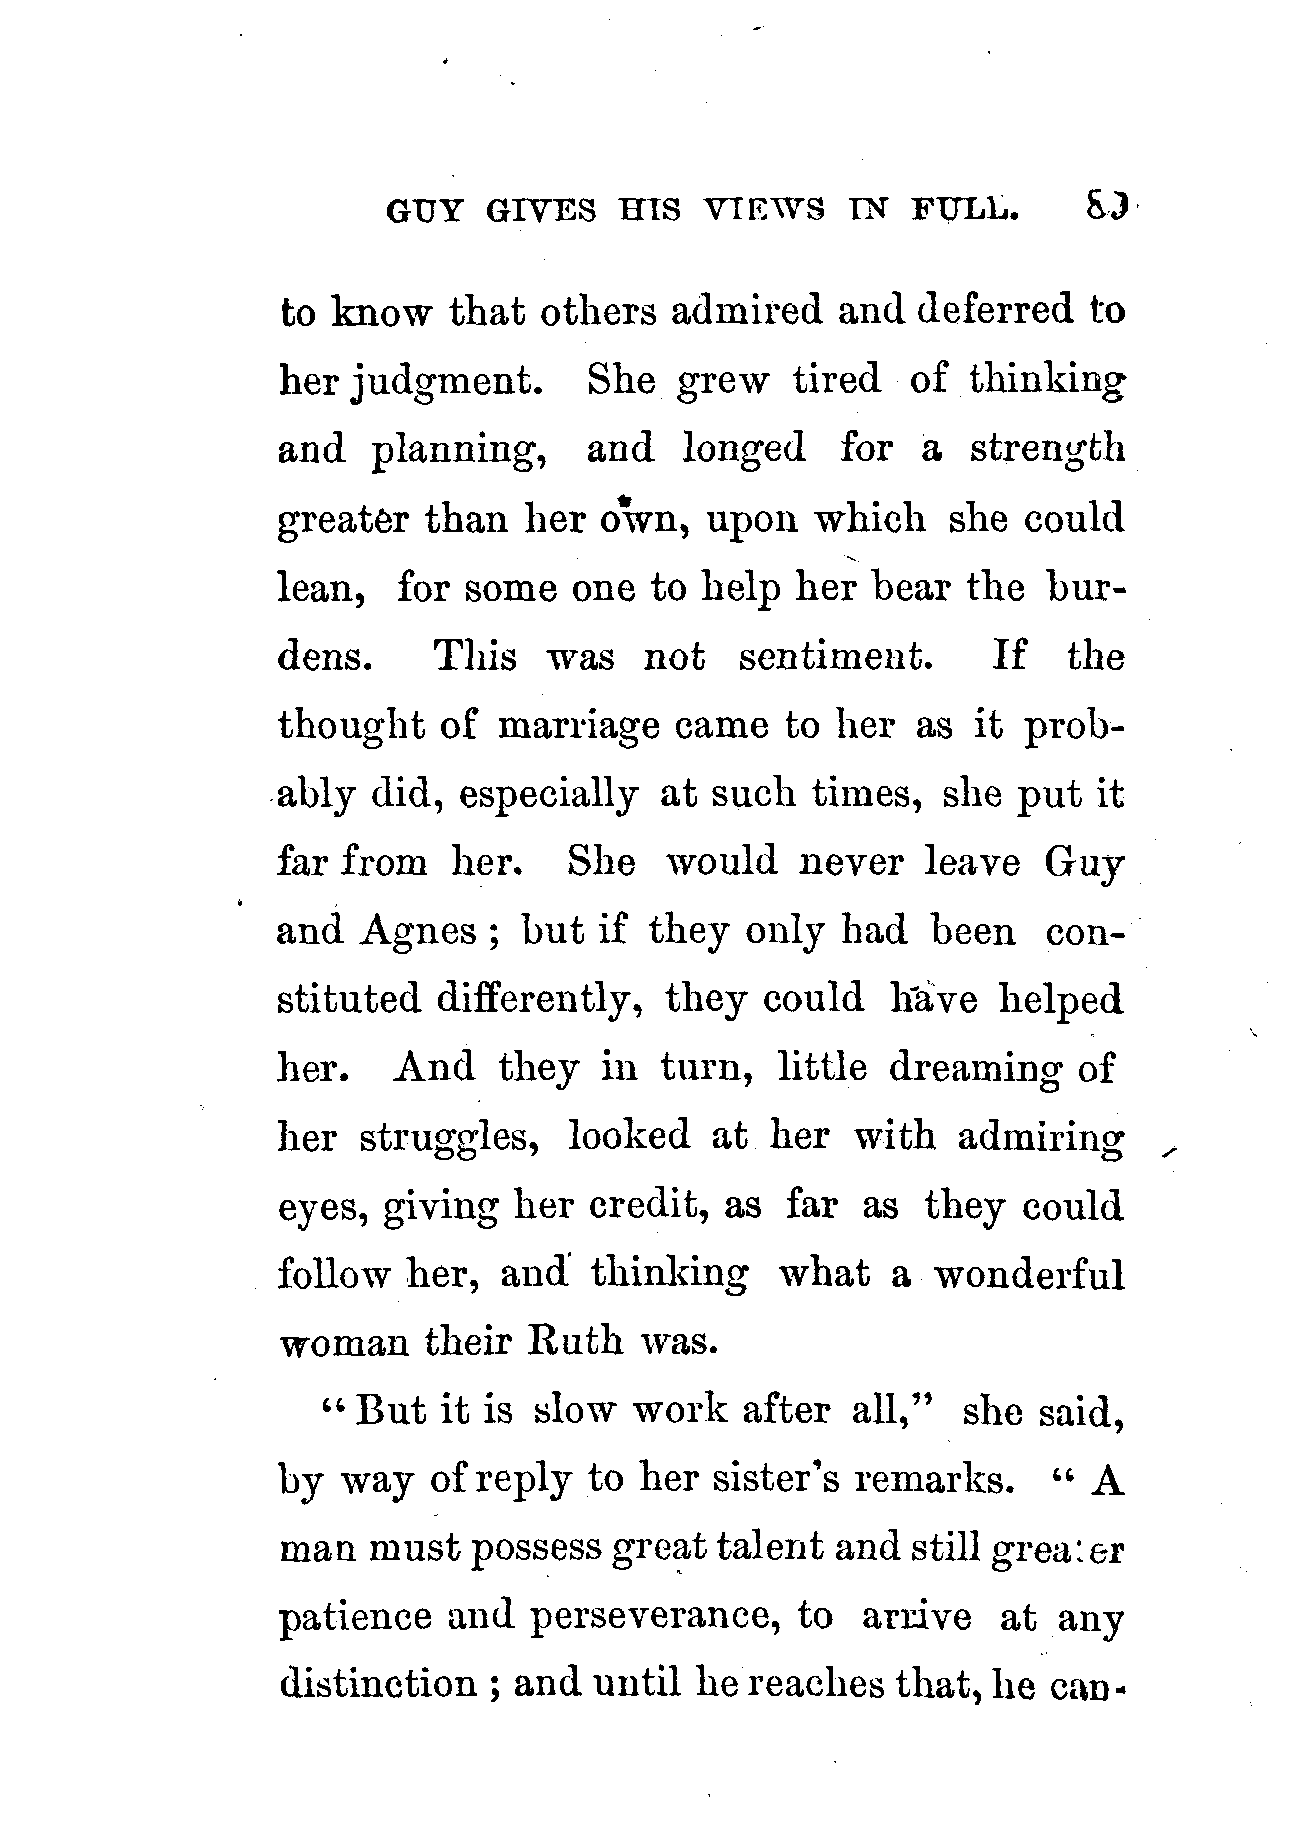 GUY GIVES HIS VIEWS IN FULL. 89
to know that others admired and deferred to
her judgment. She grew tired of thinking
and planning, and longed for a strength
greater than her own, upon which she could
lean, for some one to help her bear the bur-
dens. This was not sentiment. If the
thought of marriage came to her as it prob-
ably did, especially at such times, she put it
far from her. She would never leave Guy
and Agnes ; but if they only had been con-
stituted differently, they could have helped
her. And they in turn, little dreaming of
her struggles, looked at her with admiring
eyes, giving her credit, as far as they could
follow her, and thinking what a wonderful
woman their Ruth was.
“ But it is slow work after all,” she said,
by way of reply to her sister's remarks. “ A
man must possess great talent and still greater
patience and perseverance, to arrive at any
distinction ; and until he reaches that, he can-